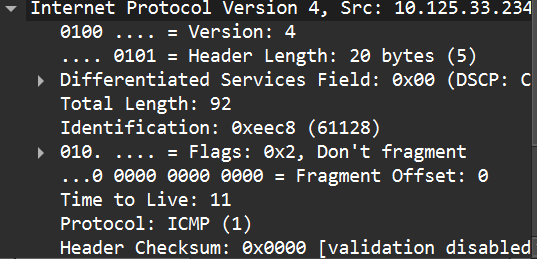 Internet Protocol Version 4, Src: 10.125.33.234
0100 .... = Version: 4
.... 0101 = Header Length: 20 bytes (5)
Differentiated Services Field: 0x00 (DSCP: C
Total Length: 92
Identification: 0xeec8 (61128)
010. .... = Flags: 0x2, Don't fragment
...0 0000 0000 0000 = Fragment Offset: 0
Time to Live: 11
Protocol: ICMP (1)
Header Checksum: 0x0000 [validation disabled